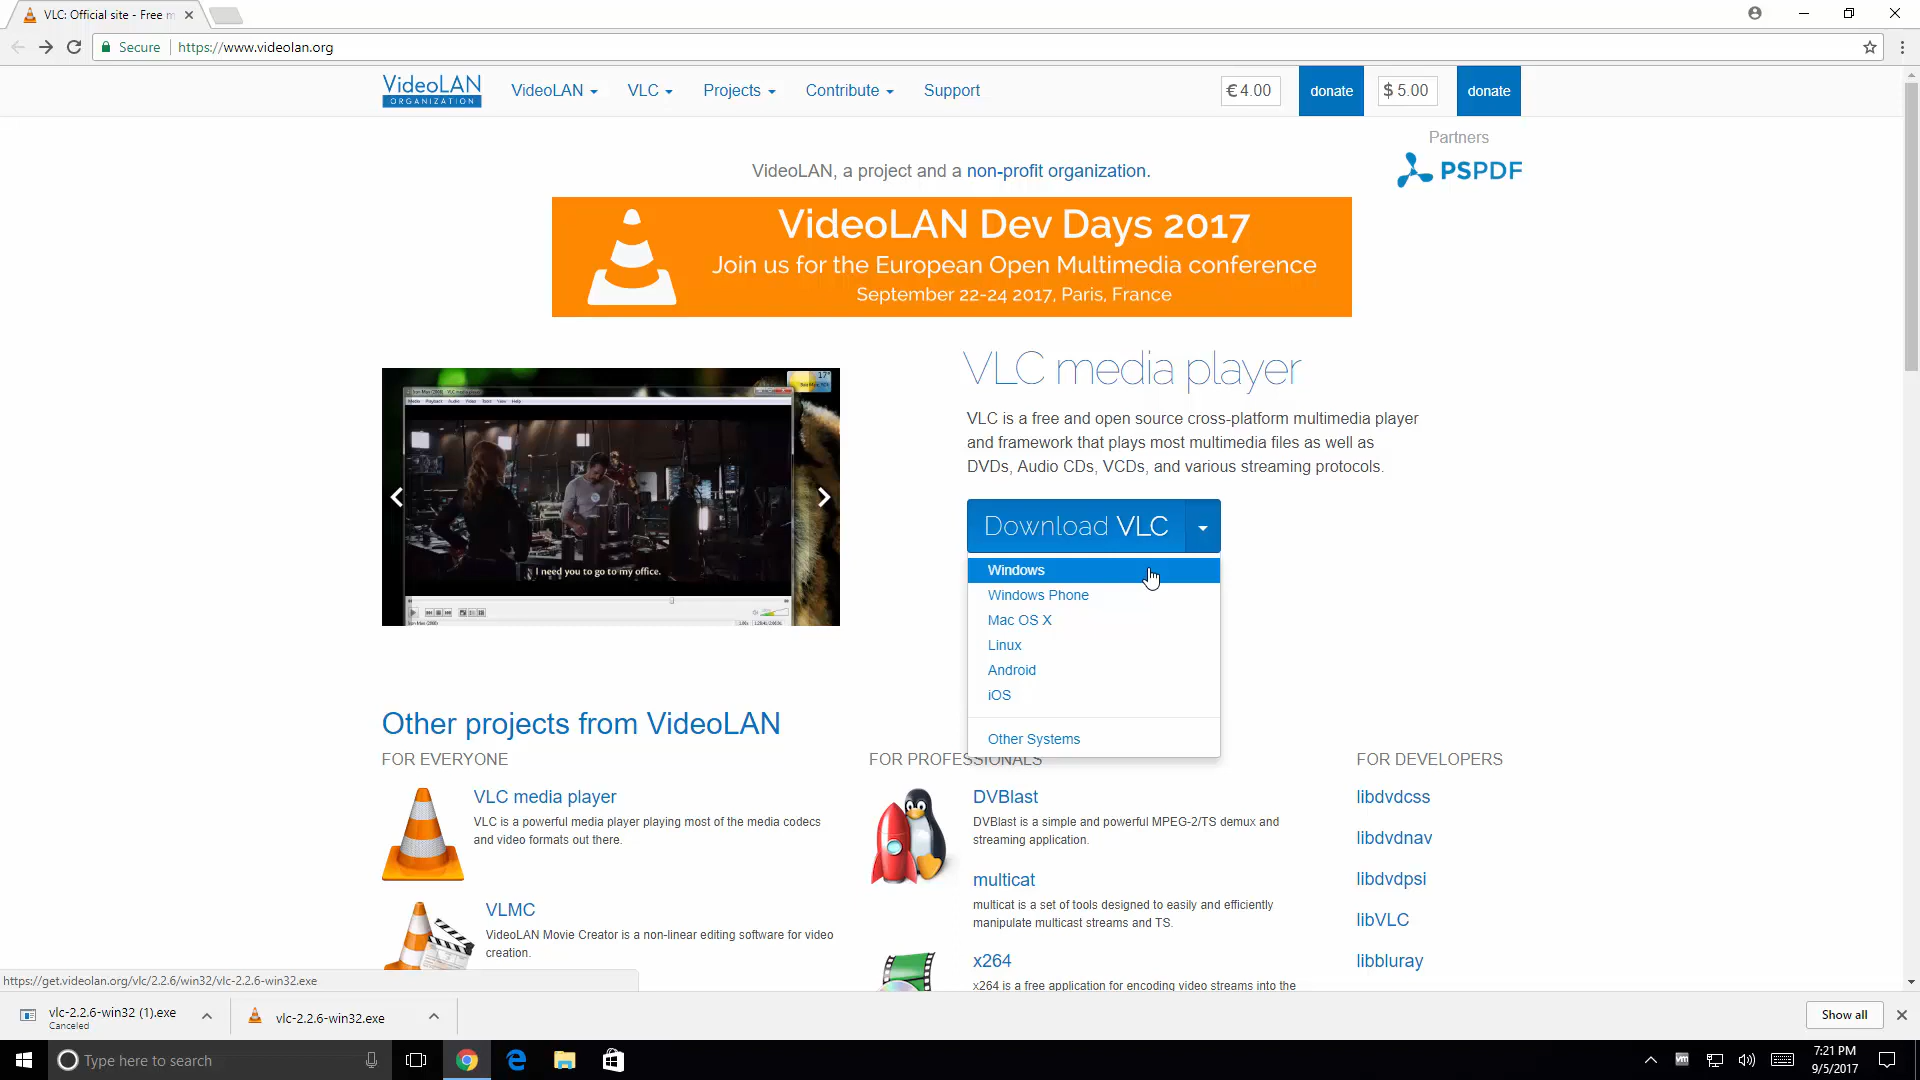 VLC: Official site - Free m
Secure https://www.videolan.org
VideoLAN
ORGANIZATION
VideoLAN VLC Projects Contribute Support
€ 4.00 donate $ 5.00 donate
Partners
PSPDF
VideoLAN, a project and a non-profit organization.
VideoLAN Dev Days 2017
Join us for the European Open Multimedia conference
September 22-24 2017, Paris, France
VLC media player
VLC is a free and open source cross-platform multimedia player
and framework that plays most multimedia files as well as
DVDs, Audio CDs, VCDs, and various streaming protocols.
I need you to go to my office.
Download VLC
Windows
Windows Phone
Mac OS X
Linux
Android
iOS
Other Systems
Other projects from VideoLAN
FOR EVERYONE
VLC media player
VLC is a powerful media player playing most of the media codecs
and video formats out there.
VLMC
VideoLAN Movie Creator is a non-linear editing software for video
creation.
FOR PROFESSIONALS
DVBlast
DVBlast is a simple and powerful MPEG-2/TS demux and
streaming application.
multicat
multicat is a set of tools designed to easily and efficiently
manipulate multicast streams and TS.
x264
x264 is a free application for encoding video streams into the
FOR DEVELOPERS
libdvdcss
libdvdnav
libdvdpsi
libVLC
libbluray
https://get.videolan.org/vlc/2.2.6/win32/vlc-2.2.6-win32.exe
vlc-2.2.6-win32 (1).exe
Canceled
vlc-2.2.6-win32.exe
Show all
Type here to search
7:21 PM
9/5/2017